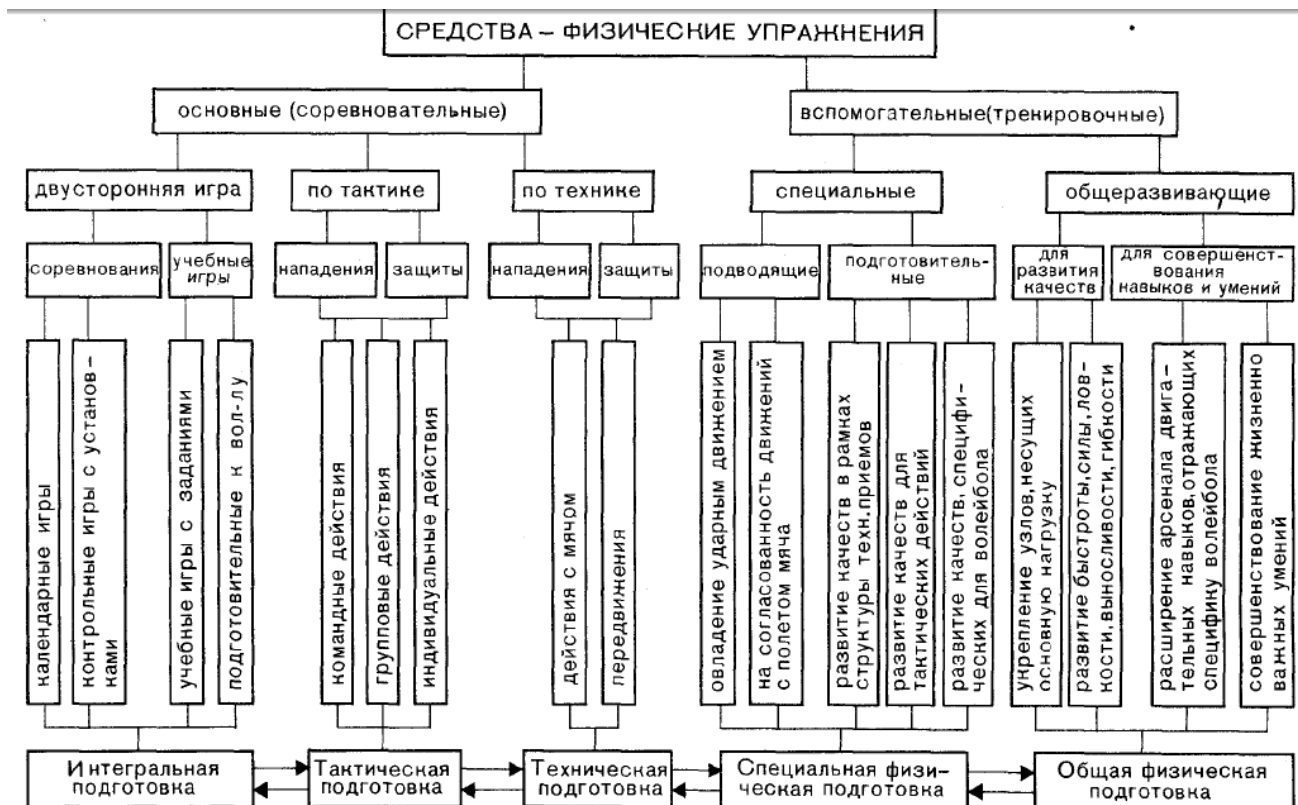 СРЕДСТВА – ФИЗИЧЕСКИЕ УПРАЖНЕНИЯ
основные (соревновательные)
вспомогательные(тренировочные)
двусторонняя игра
по тактике
по технике
специальные
общеразвивающие
соревнования
учебные
игры
нападения
защиты
нападения
защиты
подводящие
подготовитель-
ные
для
развития
качеств
для совершенст-
вования
навыков и умений
календарные игры
контрольные игры с установ-
ками
учебные игры с заданиями
подготовительные к вол-лу
командные действия
групповые действия
индивидуальные действия
действия с мячом
передвижения
овладение ударным движением
на согласованность движений
с полетом мяча
развитие качеств в рамках
структуры техн.приемов
развитие качеств для
тактических действий
развитие качеств, специфи-
ческих для волейбола
укрепление узлов,несущих
основную нагрузку
развитие быстроты,силы,лов-
кости,выносливости,гибкости
расширение арсенала двига-
тельных навыков,отражающих
специфику волейбола
совершенствование жизненно
важных умений
Интегральная
подготовка
Тактическая
подготовка
Техническая
подготовка
Специальная физи-
ческая подготовка
Общая физическая
подготовка